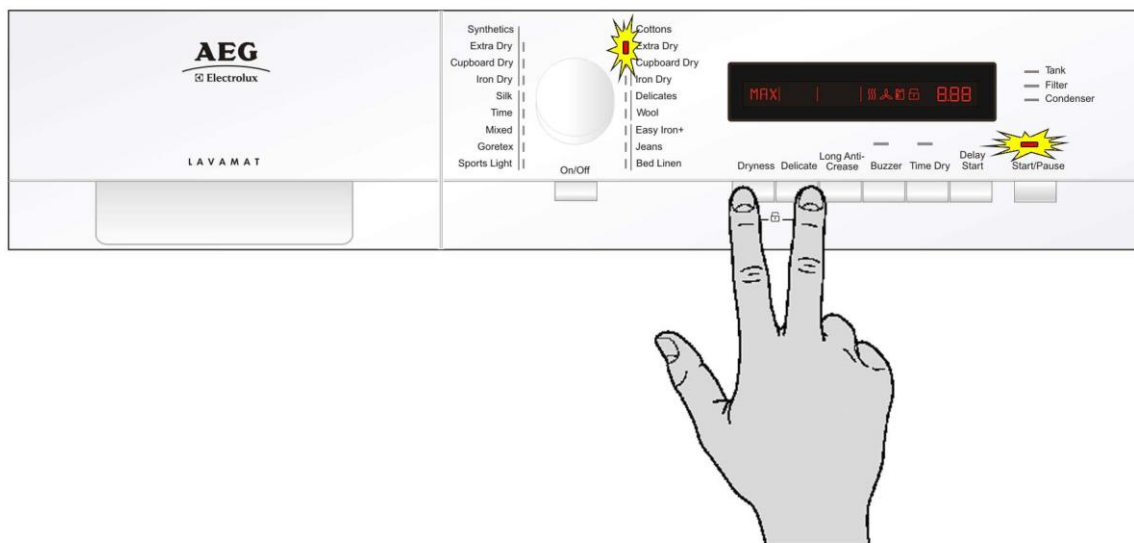 AEG
Electrolux
LAVAMAT
Synthetics
Extra Dry
Cupboard Dry
Iron Dry
Silk
Time
Mixed
Goretex
Sports Light
Cottons
Extra Dry
Cupboard Dry
Iron Dry
Delicates
Wool
Easy Iron+
Jeans
Bed Linen
On/Off
MAX 8.88
Tank
Filter
Condenser
Dryness
Delicate
Long Anti-
Crease
Buzzer
Time Dry
Delay
Start
Start/Pause